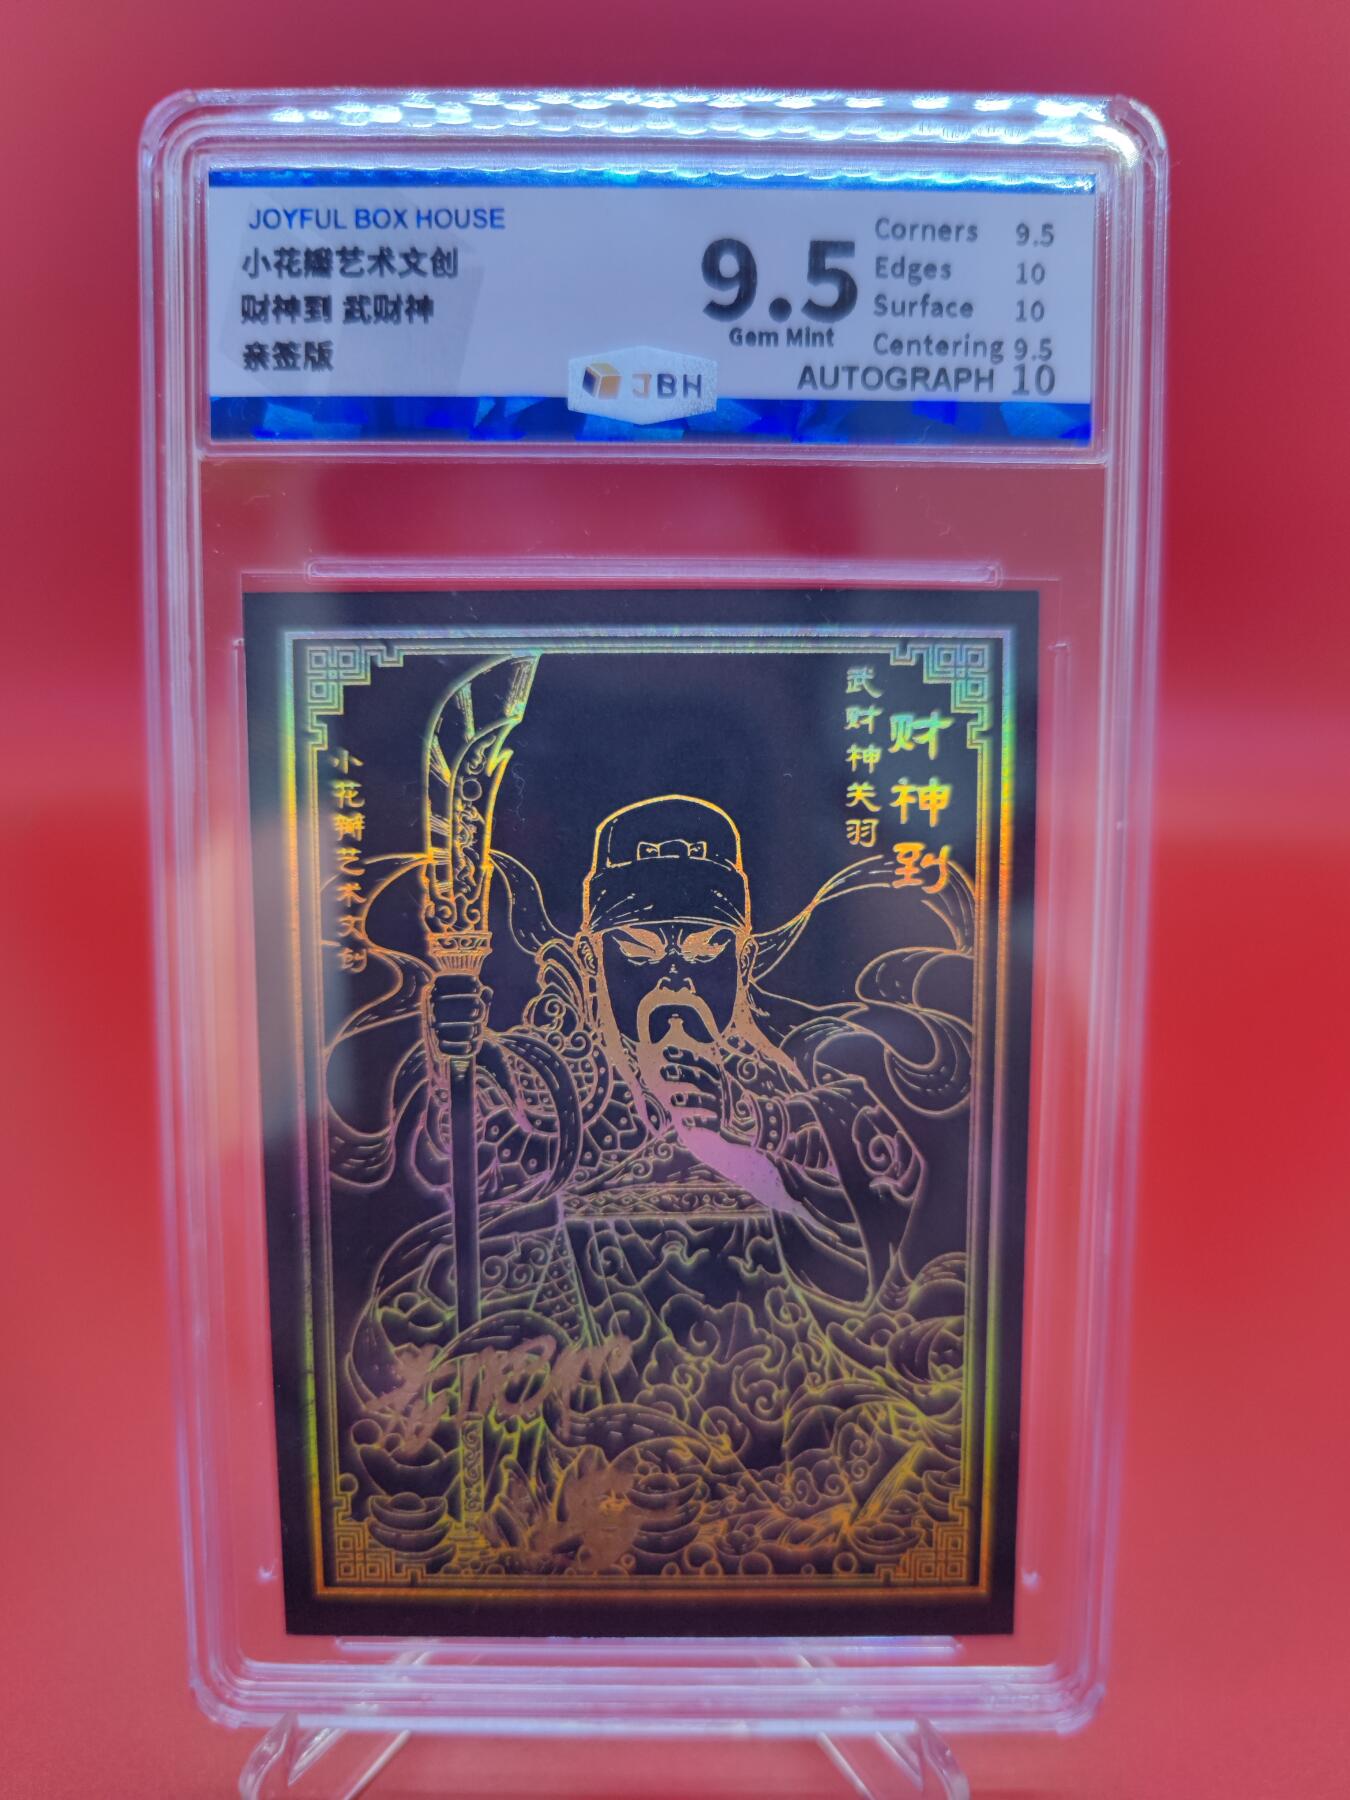 JOYFUL BOX HOUSE
小花瓣艺术文创
财神到 武财神
亲签版
9.5
Gem Mint
Corners 9.5
Edges 10
Surface 10
Centering 9.5
AUTOGRAPH 10
JBH
财神到
武财神关羽
小花瓣艺术文创